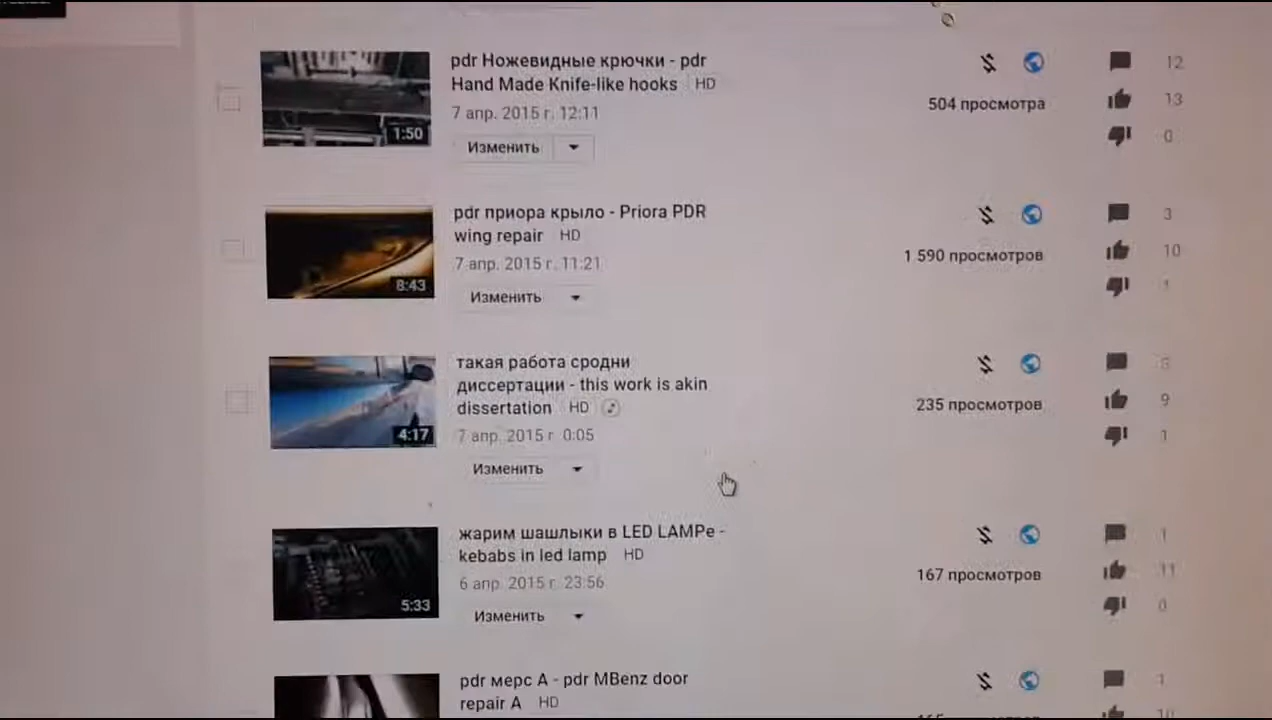 pdr Ножевидные крючки - pdr
Hand Made Knife-like hooks HD
7 апр. 2015 г. 12:11
Изменить
1:50
504 просмотра
12
13
0
pdr приора крыло - Priora PDR
wing repair HD
7 апр. 2015 г. 11:21
Изменить
8:43
1 590 просмотров
3
10
1
такая работа сродни
диссертации - this work is akin
dissertation HD
7 апр. 2015 г. 0:05
Изменить
4:17
235 просмотров
9
1
жарим шашлыки в LED LAMPe -
kebabs in led lamp HD
6 апр. 2015 г. 23:56
Изменить
5:33
167 просмотров
1
11
0
pdr мерс А - pdr MBenz door
repair A HD
1